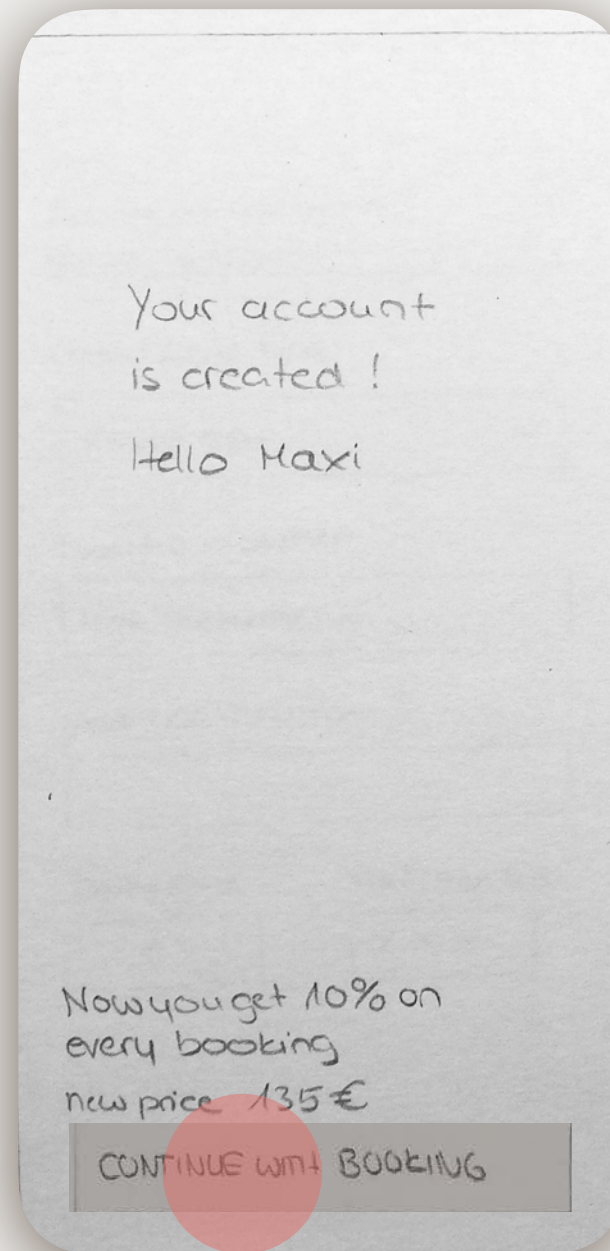 Your account
is created!
Hello Maxi
Now you get 10% on
every booking
new price 135€
CONTINUE WITH BOOKING